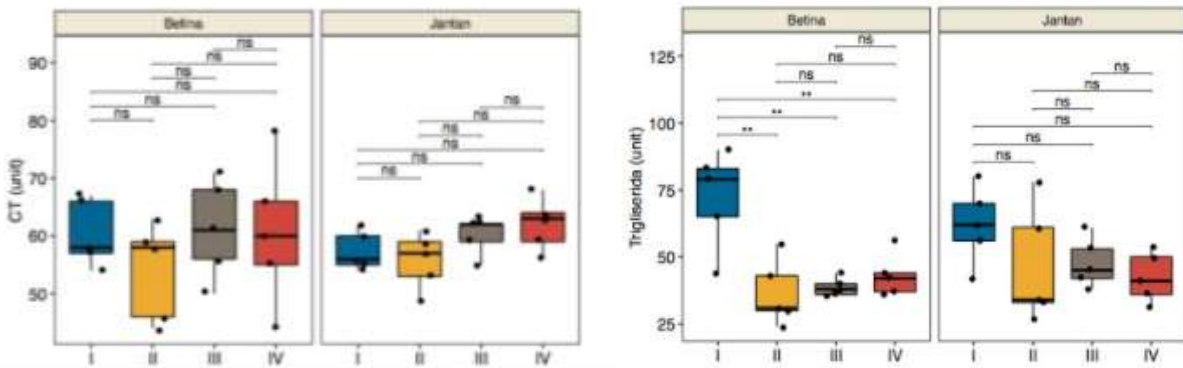 Betina Jantan
CT (unit)
90
80
70
60
50
ns
ns
ns
ns
ns
ns
ns
ns
ns
ns
ns
ns
I II III IV I II III IV
Betina Jantan
Trigliserida (unit)
125
100
75
50
25
ns
ns
ns
**
**
**
ns
ns
ns
ns
ns
ns
I II III IV I II III IV